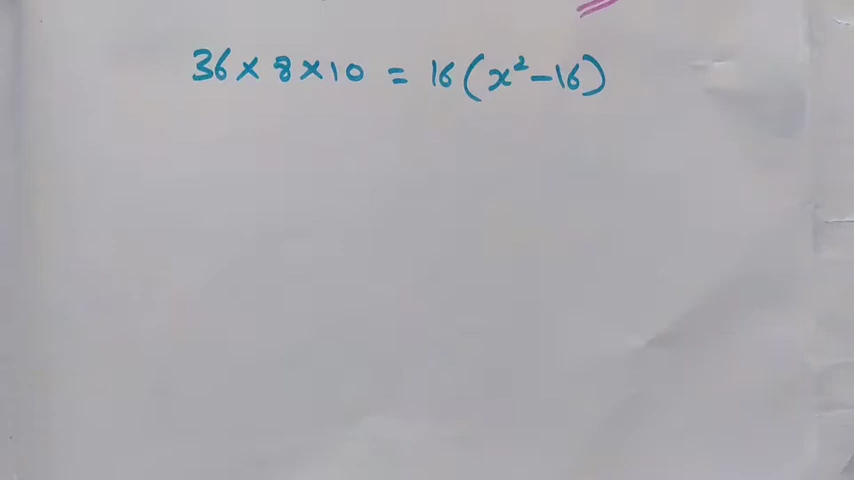 36 × 8 × 10 = 16(x² − 16)